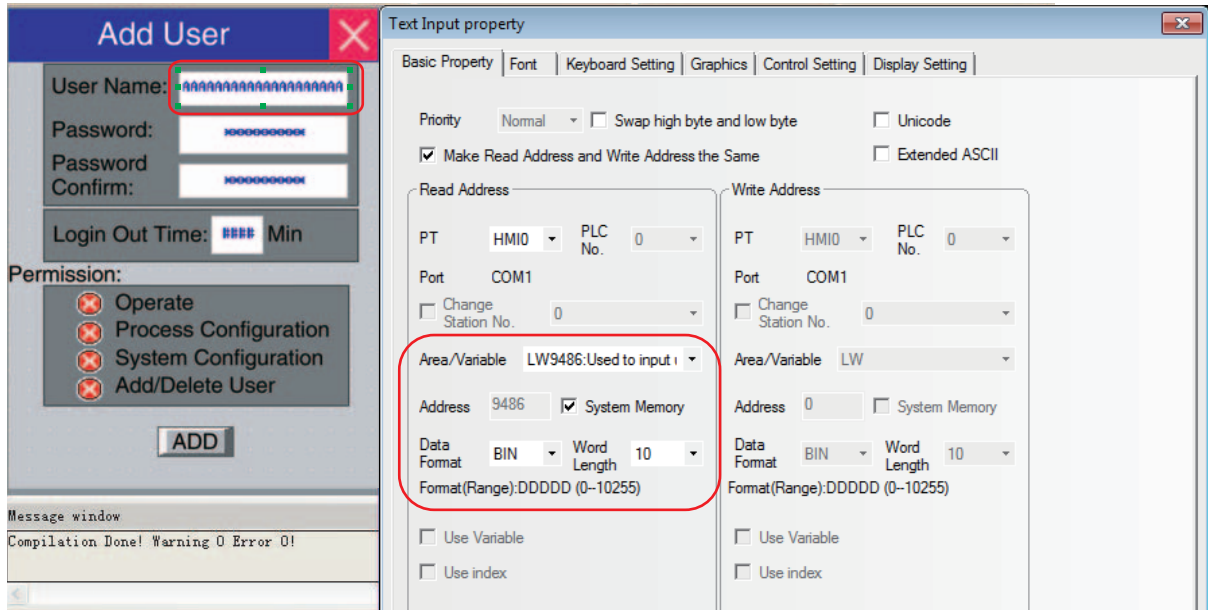 Add User
User Name: AAAAAAAAAAAAAAAAAAAA
Password: **********
Password
Confirm: **********
Login Out Time: #### Min
Permission:
Operate
Process Configuration
System Configuration
Add/Delete User
ADD
Message window
Compilation Done! Warning 0 Error 0!
Text Input property
Basic Property Font Keyboard Setting Graphics Control Setting Display Setting
Priority Normal Swap high byte and low byte Unicode
Make Read Address and Write Address the Same Extended ASCII
Read Address
PT HMI0 PLC No. 0
Port COM1
Change Station No. 0
Area/Variable LW9486:Used to input
Address 9486 System Memory
Data Format BIN Word Length 10
Format(Range):DDDDD (0--10255)
Use Variable
Use index
Write Address
PT HMI0 PLC No. 0
Port COM1
Change Station No. 0
Area/Variable LW
Address 0 System Memory
Data Format BIN Word Length 10
Format(Range):DDDDD (0--10255)
Use Variable
Use index